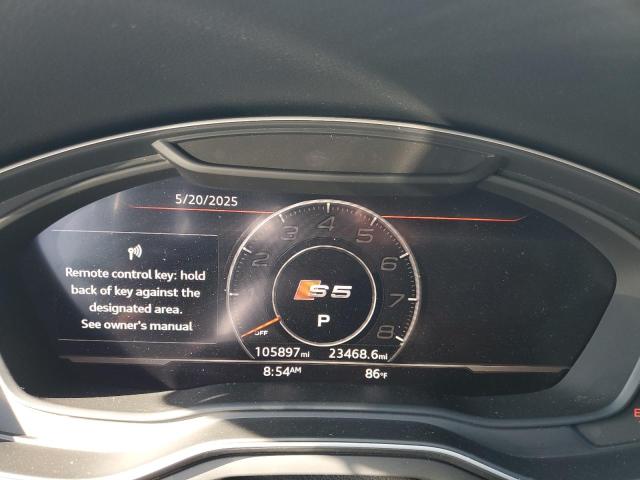 5/20/2025
Remote control key: hold
back of key against the
designated area.
See owner's manual
2 3 4 5 6 7 8
S5
P
OFF
105897mi 23468.6mi
8:54AM 86°F